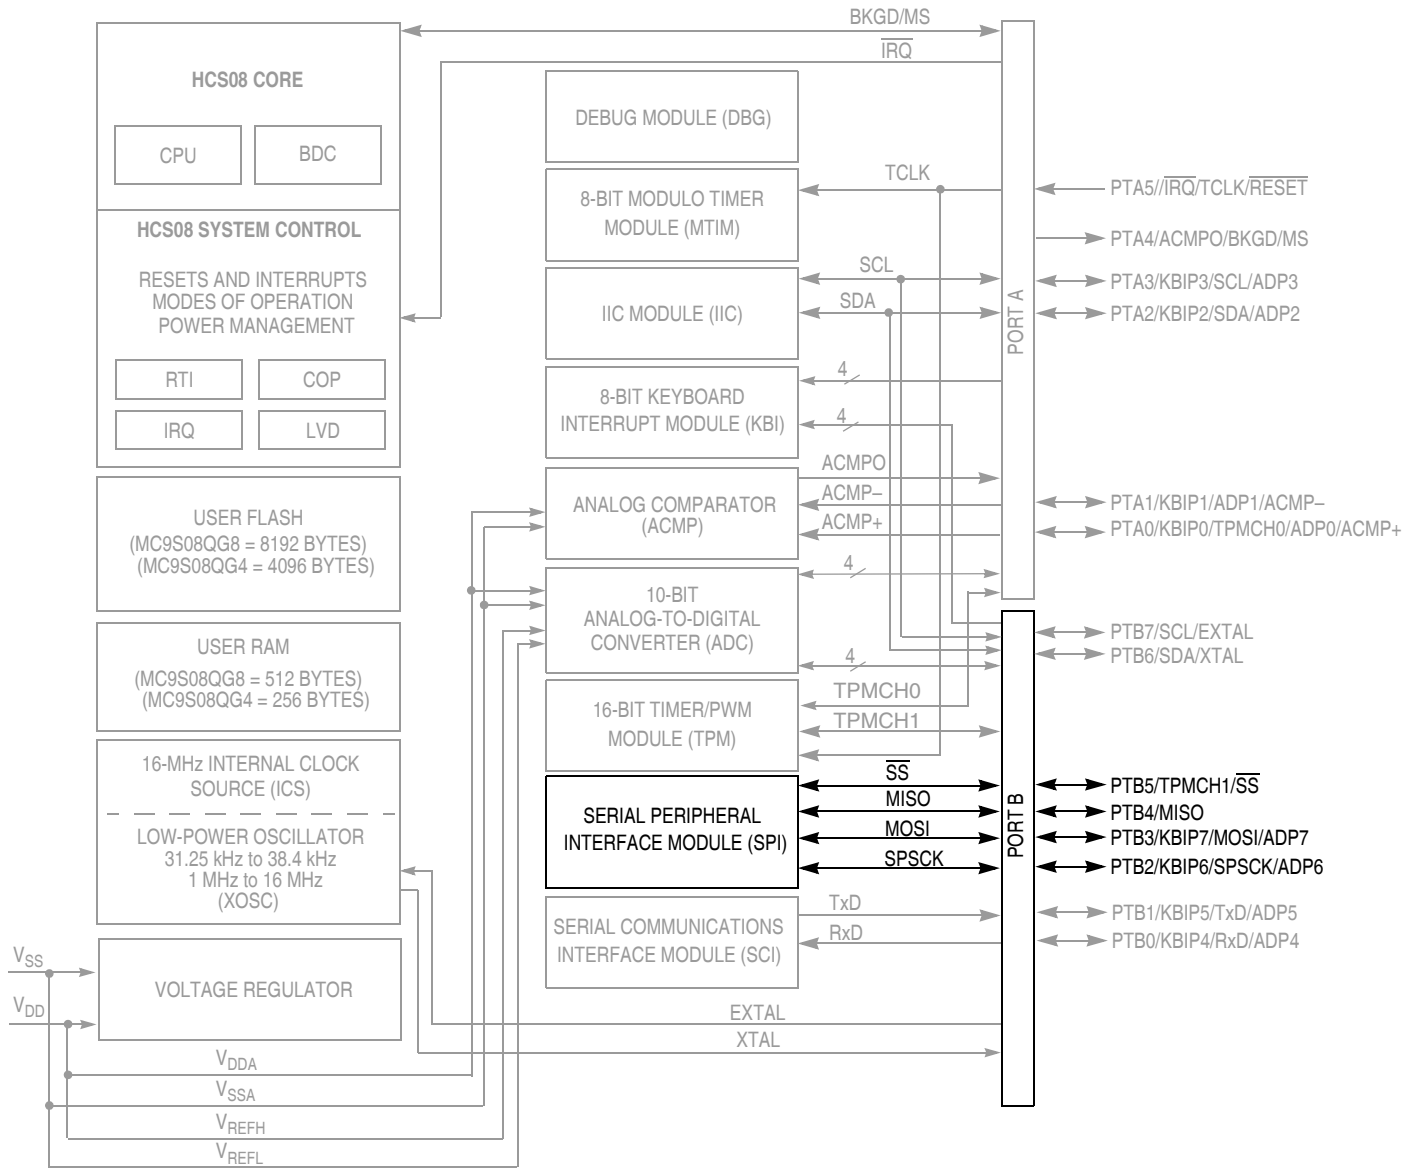 BKGD/MS
IRQ
HCS08 CORE
CPU
BDC
HCS08 SYSTEM CONTROL
RESETS AND INTERRUPTS
MODES OF OPERATION
POWER MANAGEMENT
RTI
COP
IRQ
LVD
USER FLASH
(MC9S08QG8 = 8192 BYTES)
(MC9S08QG4 = 4096 BYTES)
USER RAM
(MC9S08QG8 = 512 BYTES)
(MC9S08QG4 = 256 BYTES)
16-MHz INTERNAL CLOCK
SOURCE (ICS)
LOW-POWER OSCILLATOR
31.25 kHz to 38.4 kHz
1 MHz to 16 MHz
(XOSC)
VSS
VDD
VOLTAGE REGULATOR
VDDA
VSSA
VREFH
VREFL
DEBUG MODULE (DBG)
8-BIT MODULO TIMER
MODULE (MTIM)
TCLK
IIC MODULE (IIC)
SCL
SDA
8-BIT KEYBOARD
INTERRUPT MODULE (KBI)
4
4
ANALOG COMPARATOR
(ACMP)
ACMPO
ACMP–
ACMP+
10-BIT
ANALOG-TO-DIGITAL
CONVERTER (ADC)
4
4
16-BIT TIMER/PWM
MODULE (TPM)
TPMCH0
TPMCH1
SERIAL PERIPHERAL
INTERFACE MODULE (SPI)
SS
MISO
MOSI
SPSCK
SERIAL COMMUNICATIONS
INTERFACE MODULE (SCI)
TxD
RxD
EXTAL
XTAL
PORT A
PORT B
PTA5//IRQ/TCLK/RESET
PTA4/ACMPO/BKGD/MS
PTA3/KBIP3/SCL/ADP3
PTA2/KBIP2/SDA/ADP2
PTA1/KBIP1/ADP1/ACMP–
PTA0/KBIP0/TPMCH0/ADP0/ACMP+
PTB7/SCL/EXTAL
PTB6/SDA/XTAL
PTB5/TPMCH1/SS
PTB4/MISO
PTB3/KBIP7/MOSI/ADP7
PTB2/KBIP6/SPSCK/ADP6
PTB1/KBIP5/TxD/ADP5
PTB0/KBIP4/RxD/ADP4